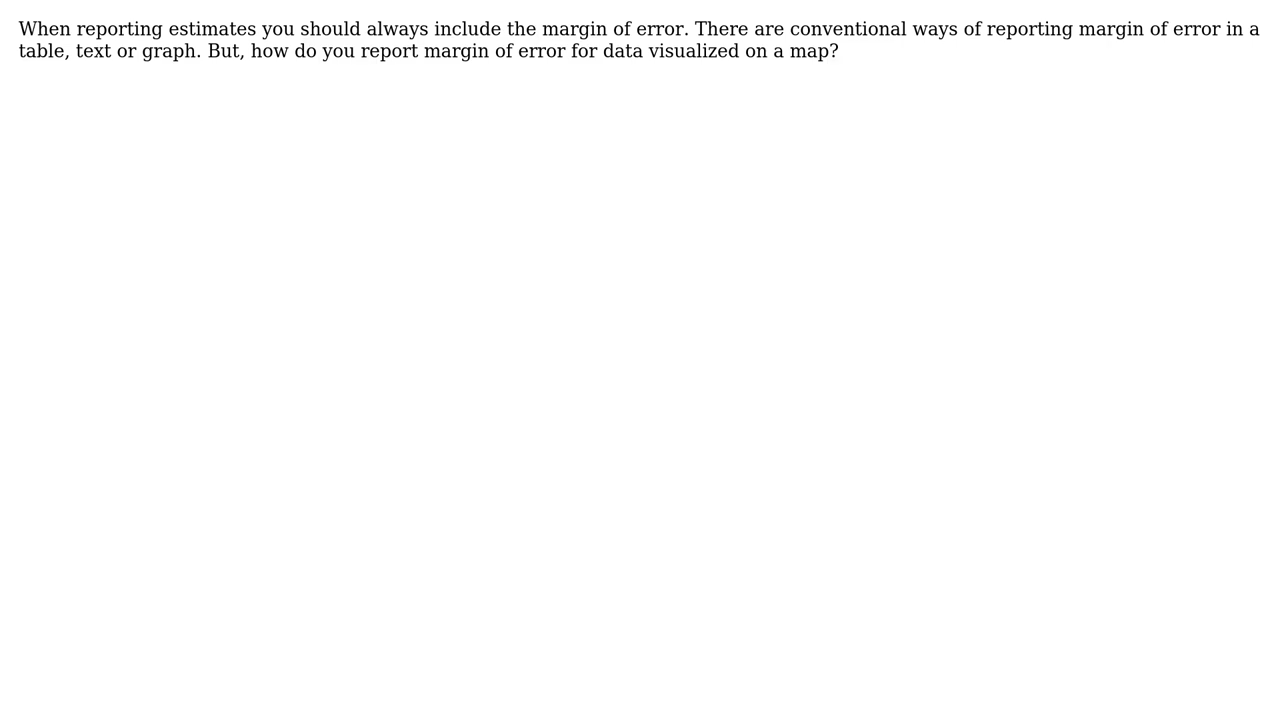 When reporting estimates you should always include the margin of error. There are conventional ways of reporting margin of error in a
table, text or graph. But, how do you report margin of error for data visualized on a map?